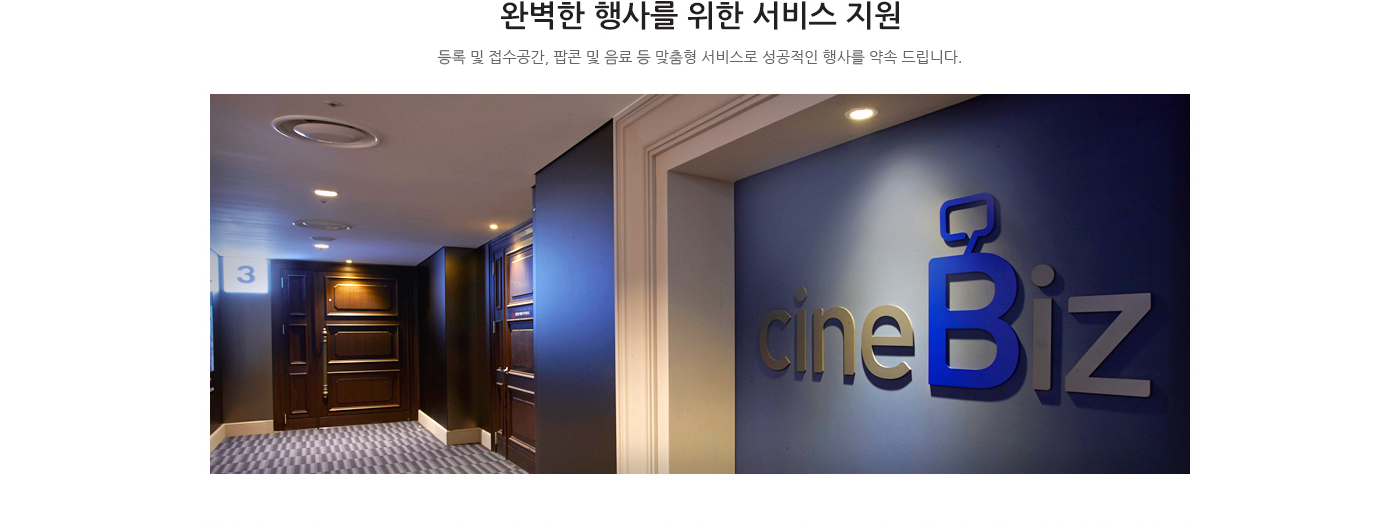 완벽한 행사를 위한 서비스 지원
등록 및 접수공간, 팝콘 및 음료 등 맞춤형 서비스로 성공적인 행사를 약속 드립니다.
3
cineBiz